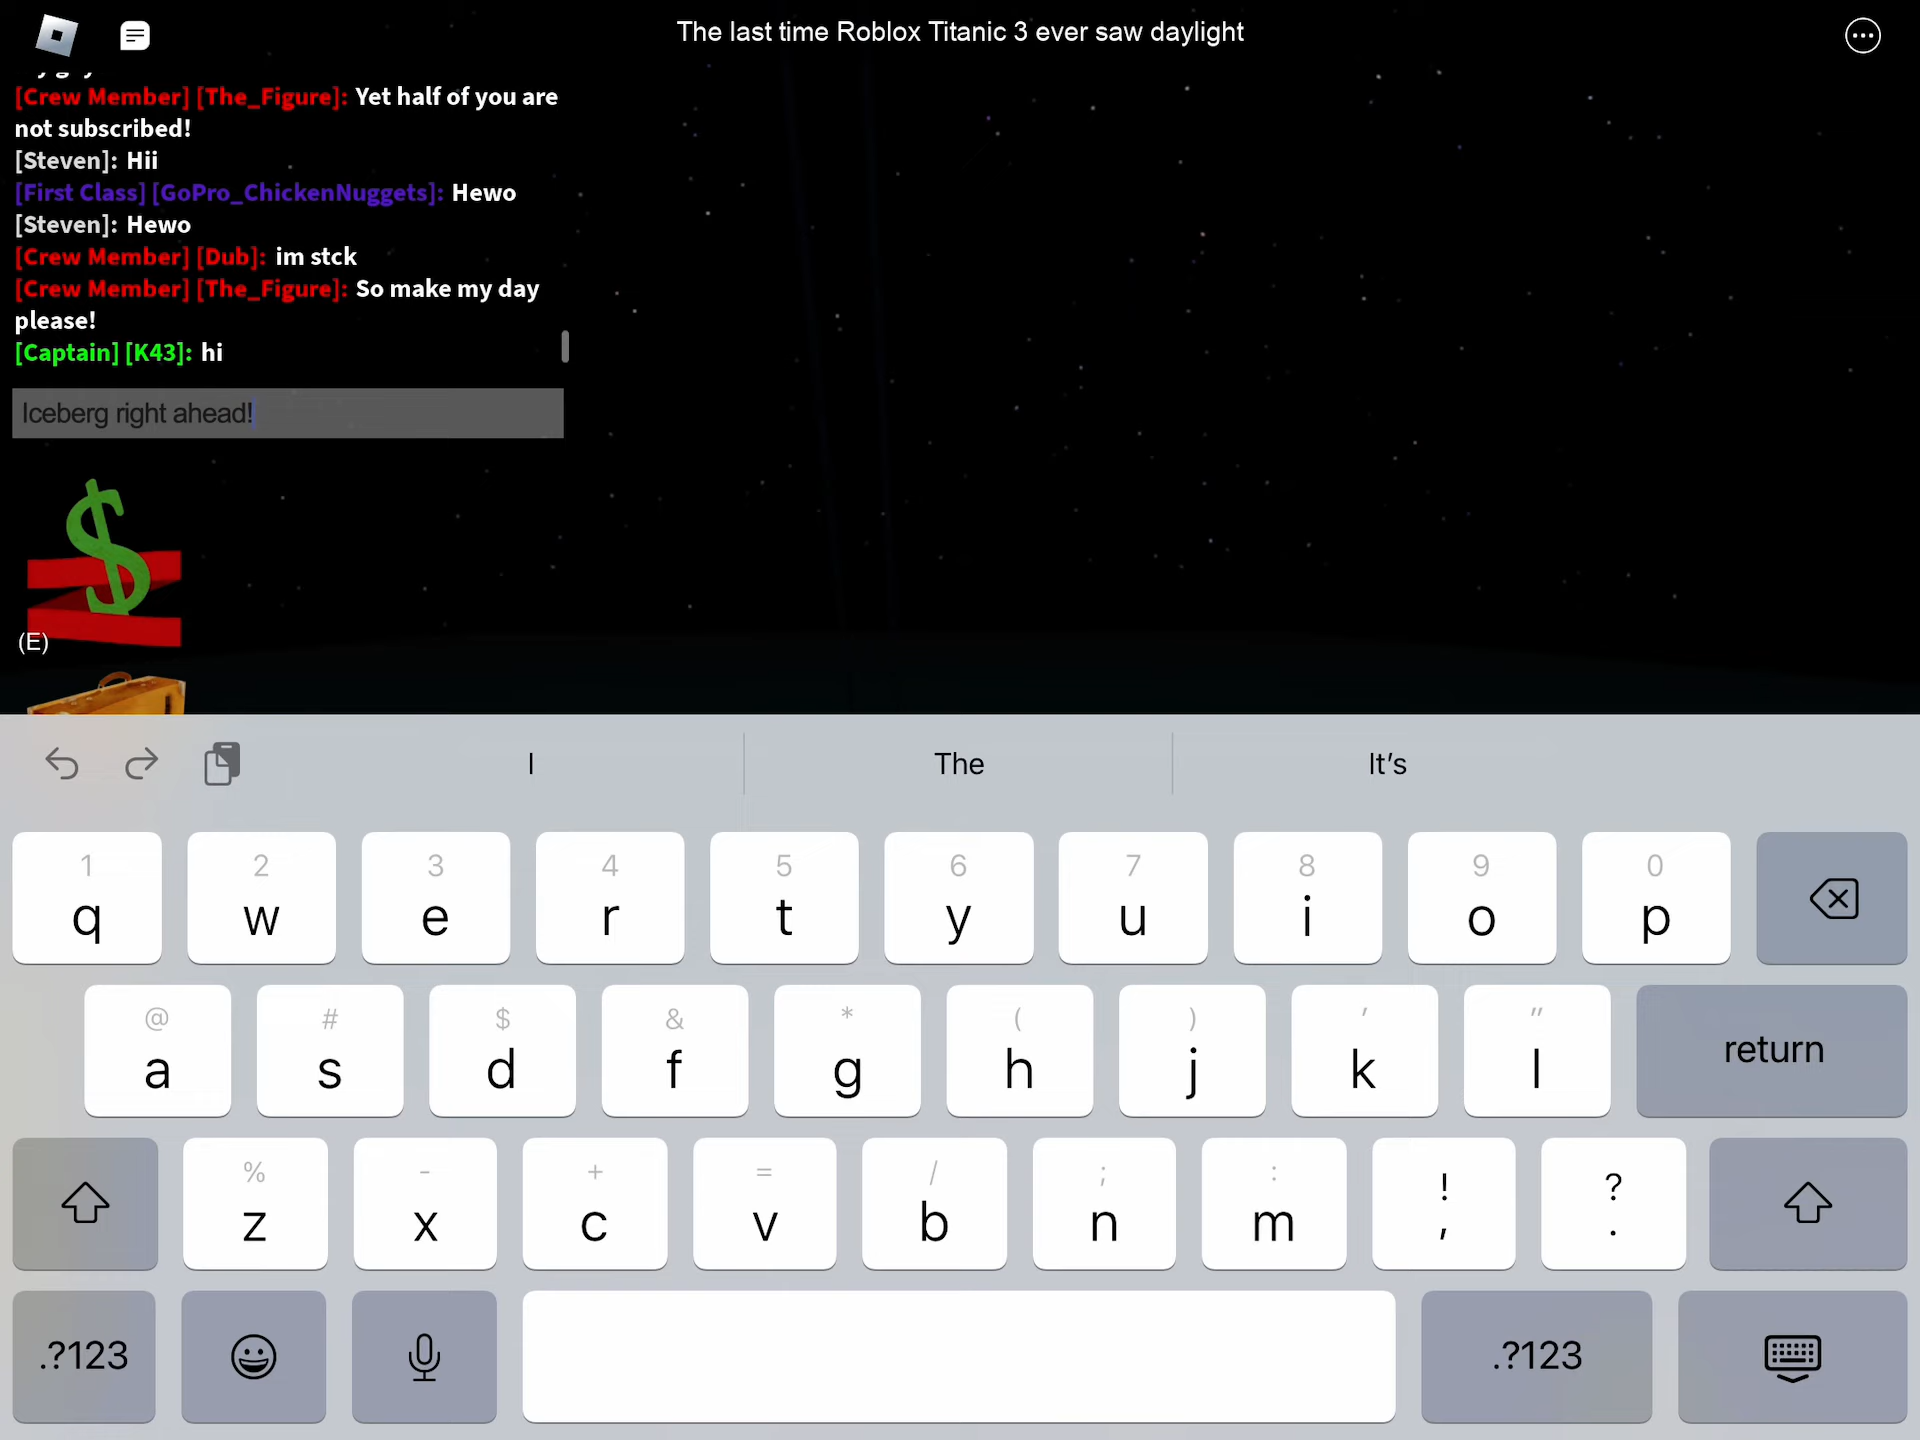 The last time Roblox Titanic 3 ever saw daylight
[Crew Member] [The_Figure]: Yet half of you are
not subscribed!
[Steven]: Hii
[First Class] [GoPro_ChickenNuggets]: Hewo
[Steven]: Hewo
[Crew Member] [Dub]: im stck
[Crew Member] [The_Figure]: So make my day
please!
[Captain] [K43]: hi
Iceberg right ahead!
$
(E)
I The It’s
1 2 3 4 5 6 7 8 9 0
q w e r t y u i o p
@ # $ & * ( ) ' "
a s d f g h j k l return
% - + = / ; : ! ?
z x c v b n m , .
.?123 .?123